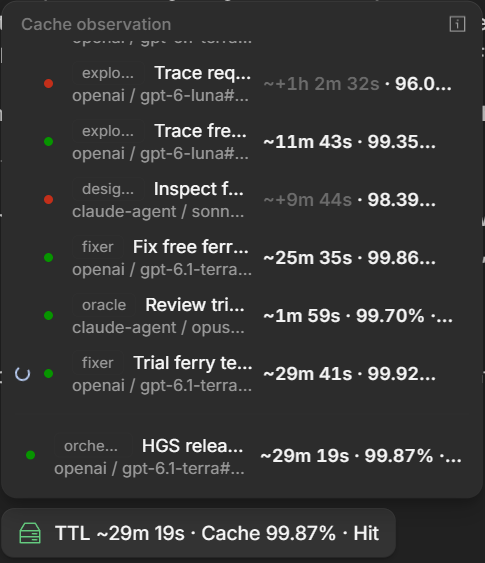 Cache observation
explo... Trace req... ~+1h 2m 32s · 96.0...
openai / gpt-6-luna#...
explo... Trace fre... ~11m 43s · 99.35...
openai / gpt-6-luna#...
desig... Inspect f... ~+9m 44s · 98.39...
claude-agent / sonn...
fixer Fix free ferr... ~25m 35s · 99.86...
openai / gpt-6.1-terra...
oracle Review tri... ~1m 59s · 99.70% ·...
claude-agent / opus...
fixer Trial ferry te... ~29m 41s · 99.92...
openai / gpt-6.1-terra...
orche... HGS relea... ~29m 19s · 99.87% ·...
openai / gpt-6.1-terra#...
TTL ~29m 19s · Cache 99.87% · Hit